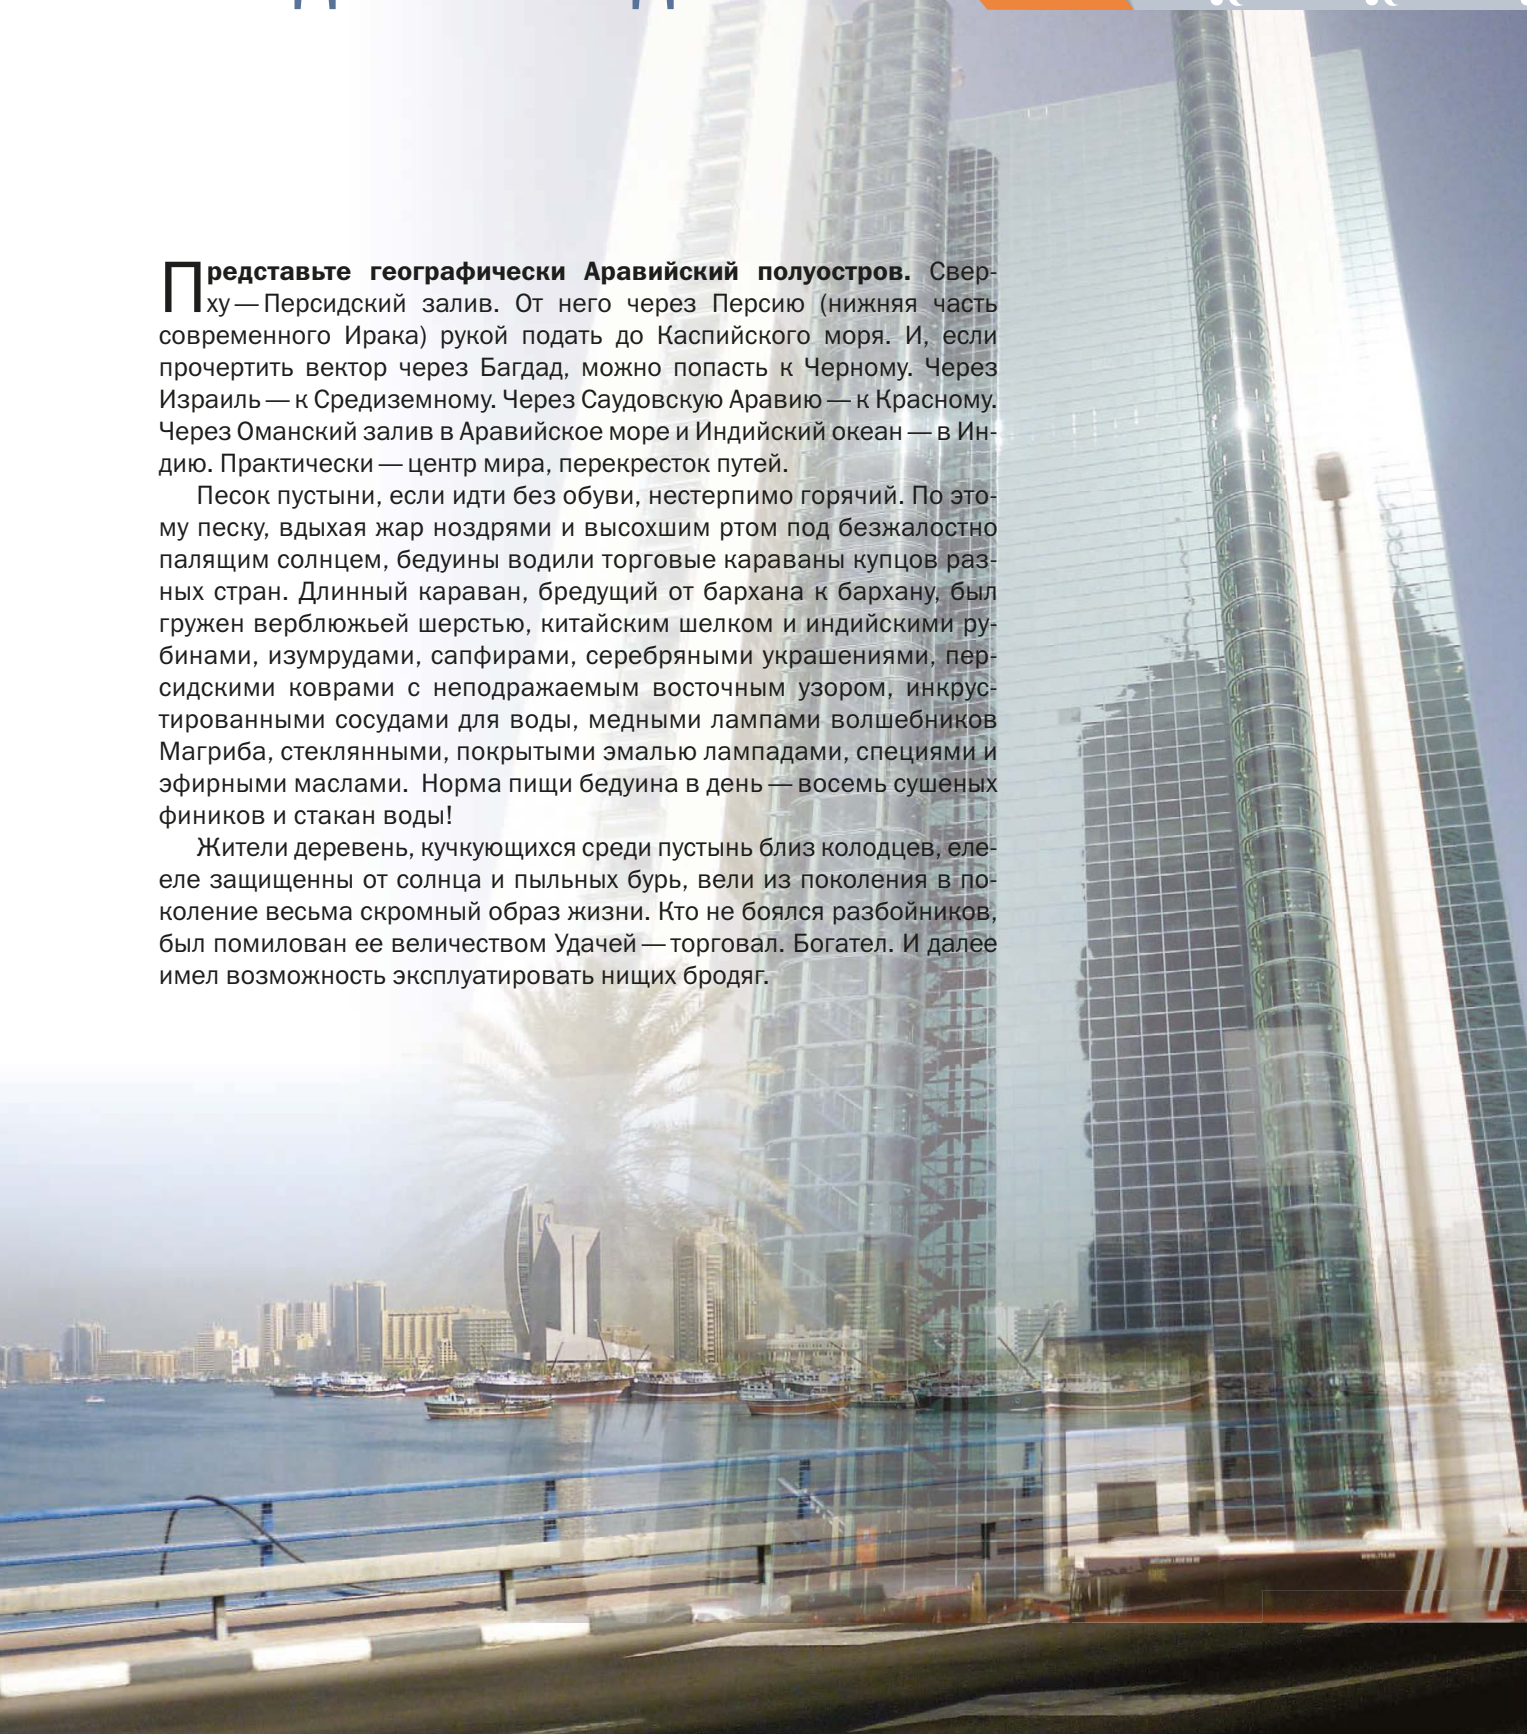 Представьте географически Аравийский полуостров. Свер-
ху — Персидский залив. От него через Персию (нижняя часть
современного Ирака) рукой подать до Каспийского моря. И, если
прочертить вектор через Багдад, можно попасть к Черному. Через
Израиль — к Средиземному. Через Саудовскую Аравию — к Красному.
Через Оманский залив в Аравийское море и Индийский океан — в Ин-
дию. Практически — центр мира, перекресток путей.
Песок пустыни, если идти без обуви, нестерпимо горячий. По это-
му песку, вдыхая жар ноздрями и высохшим ртом под безжалостно
палящим солнцем, бедуины водили торговые караваны купцов раз-
ных стран. Длинный караван, бредущий от бархана к бархану, был
гружен верблюжьей шерстью, китайским шелком и индийскими ру-
бинами, изумрудами, сапфирами, серебряными украшениями, пер-
сидскими коврами с неподражаемым восточным узором, инкрус-
тированными сосудами для воды, медными лампами волшебников
Магриба, стеклянными, покрытыми эмалью лампадами, специями и
эфирными маслами. Норма пищи бедуина в день — восемь сушеных
фиников и стакан воды!
Жители деревень, кучкующихся среди пустынь близ колодцев, еле-
еле защищенны от солнца и пыльных бурь, вели из поколения в по-
коление весьма скромный образ жизни. Кто не боялся разбойников,
был помилован ее величеством Удачей — торговал. Богател. И далее
имел возможность эксплуатировать нищих бродяг.